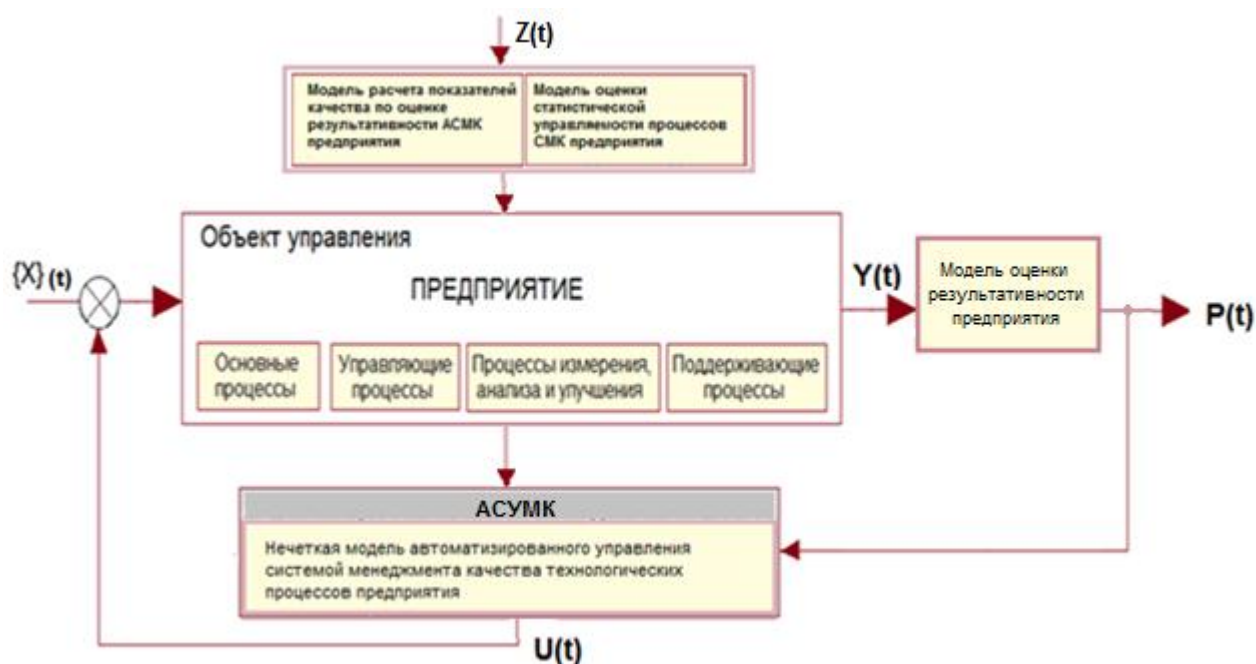 Z(t)
Модель расчета показателей
качества по оценке
результативности АСМК
предприятия
Модель оценки
статистической
управляемости процессов
СМК предприятия
Объект управления
ПРЕДПРИЯТИЕ
{X}(t)
Основные
процессы
Управляющие
процессы
Процессы измерения,
анализа и улучшения
Поддерживающие
процессы
Y(t)
Модель оценки
результативности
предприятия
P(t)
АСУМК
Нечеткая модель автоматизированного управления
системой менеджмента качества технологических
процессов предприятия
U(t)